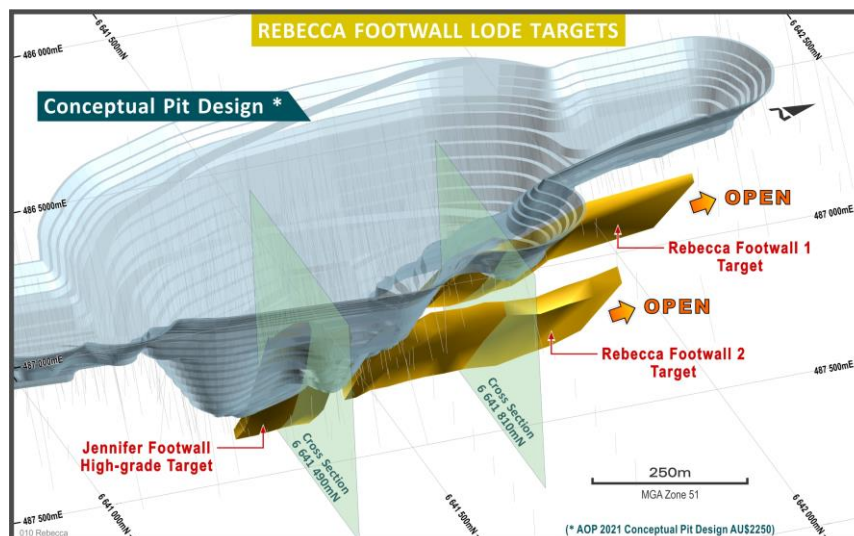 REBECCA FOOTWALL LODE TARGETS
6 641 500mN
6 642 500mN
486 000mE
Conceptual Pit Design *
486 5000mE
OPEN
487 000mE
Rebecca Footwall 1
Target
OPEN
Rebecca Footwall 2
Target
487 000mE
487 500mE
Jennifer Footwall
High-grade Target
Cross Section
6 641 490mN
Cross Section
6 641 810mN
250m
MGA Zone 51
487 500mE
6 641 000mN
6 641 500mN
6 642 000mN
010 Rebecca
(* AOP 2021 Conceptual Pit Design AU$2250)